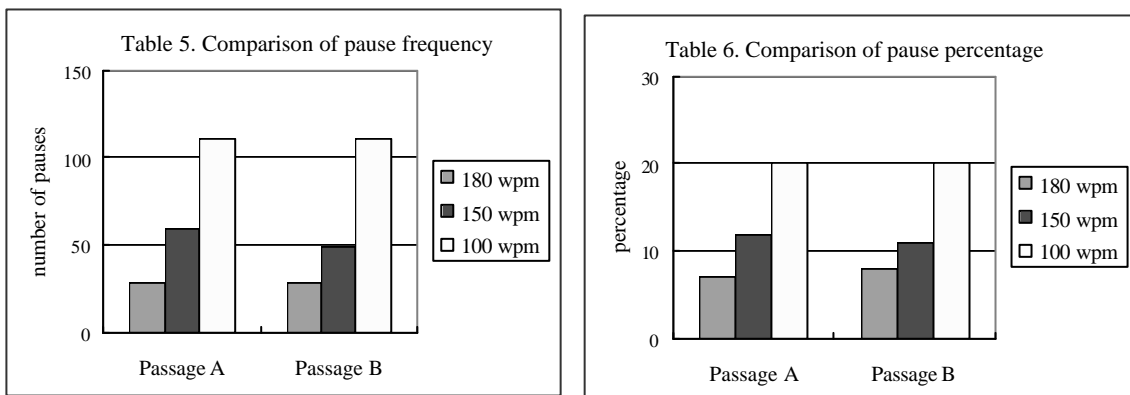 Table 5. Comparison of pause frequency
150
100
50
0
number of pauses
Passage A
Passage B
180 wpm
150 wpm
100 wpm
Table 6. Comparison of pause percentage
30
20
10
0
percentage
Passage A
Passage B
180 wpm
150 wpm
100 wpm